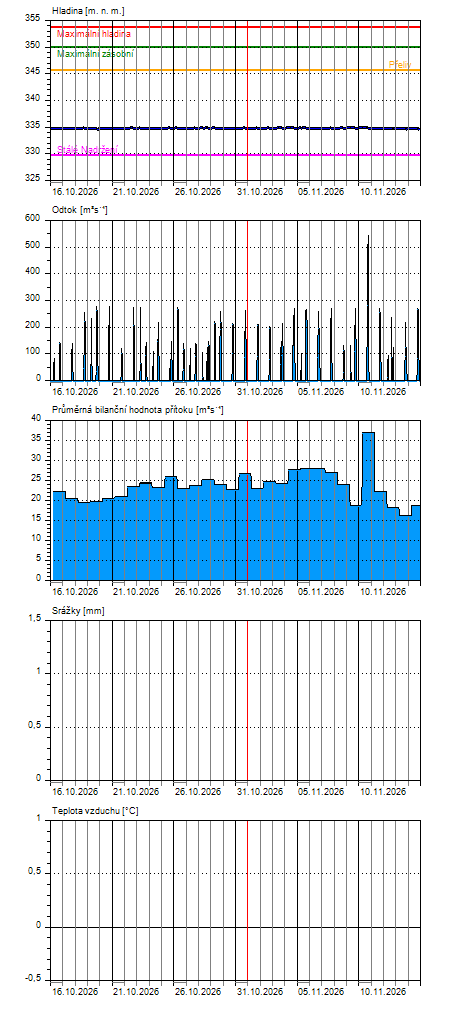 Hladina [m. n. m.]
355
Maximální hladina
350
Maximální zásobní
345
Přeliv
340
335
330
Stálé Nadržení
325
16.10.2026 21.10.2026 26.10.2026 31.10.2026 05.11.2026 10.11.2026
Odtok [m³s⁻¹]
600
500
400
300
200
100
0
16.10.2026 21.10.2026 26.10.2026 31.10.2026 05.11.2026 10.11.2026
Průměrná bilanční hodnota přítoku [m³s⁻¹]
40
35
30
25
20
15
10
5
0
16.10.2026 21.10.2026 26.10.2026 31.10.2026 05.11.2026 10.11.2026
Srážky [mm]
1,5
1
0,5
0
16.10.2026 21.10.2026 26.10.2026 31.10.2026 05.11.2026 10.11.2026
Teplota vzduchu [°C]
1
0,5
0
-0,5
16.10.2026 21.10.2026 26.10.2026 31.10.2026 05.11.2026 10.11.2026